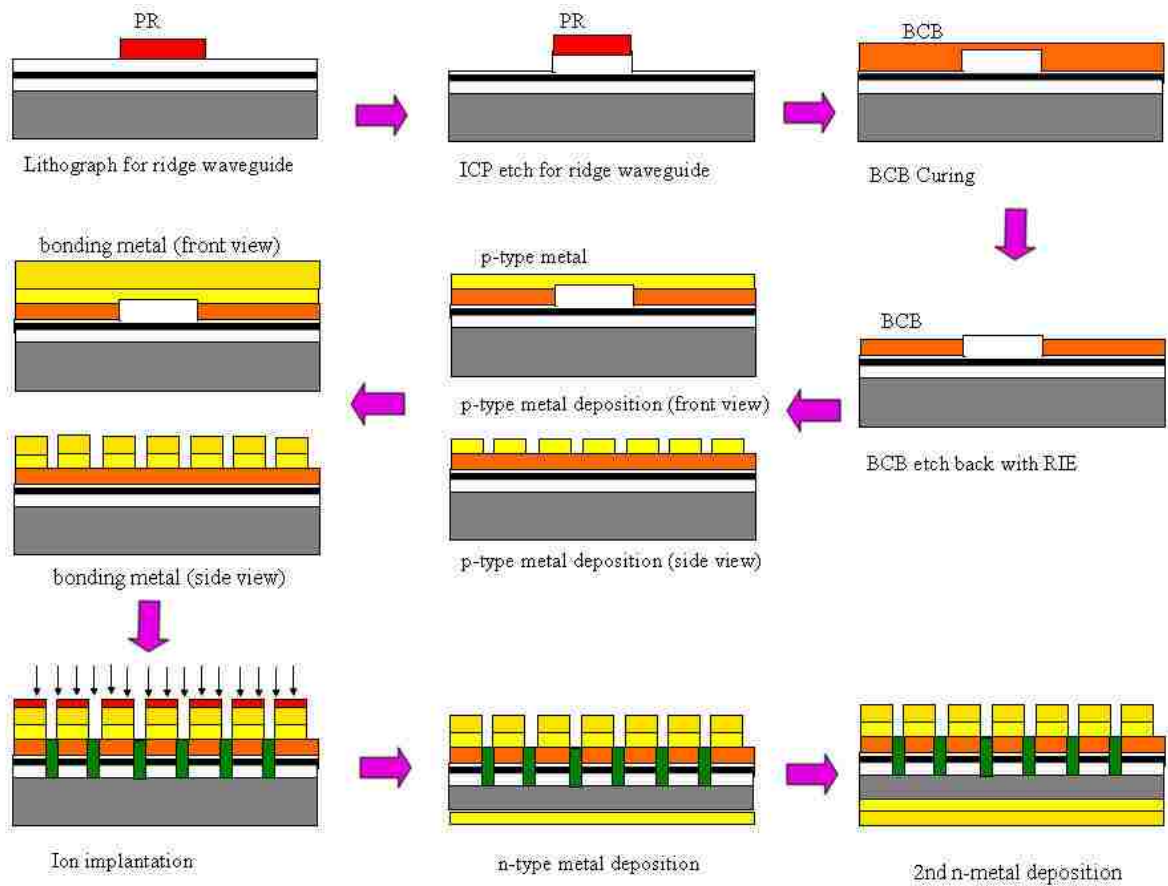 PR
Lithograph for ridge waveguide
PR
ICP etch for ridge waveguide
BCB
BCB Curing
BCB
BCB etch back with RIE
p-type metal
p-type metal deposition (front view)
p-type metal deposition (side view)
bonding metal (front view)
bonding metal (side view)
Ion implantation
n-type metal deposition
2nd n-metal deposition